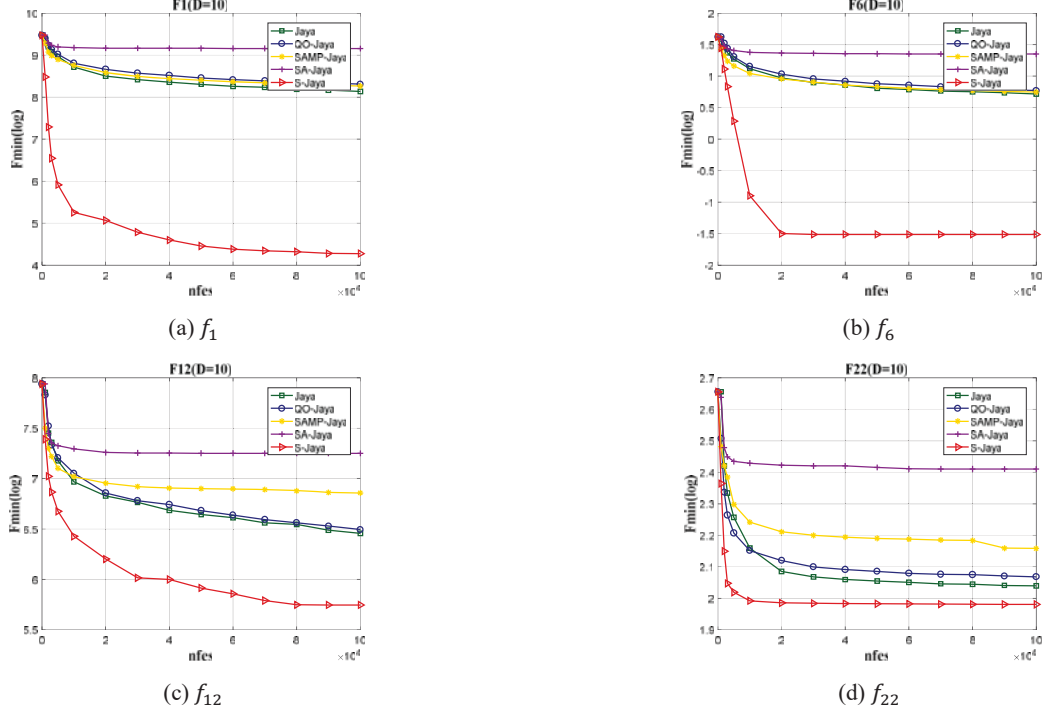 F1(D=10)
10
9
8
7
6
5
4
Fmin(log)
Jaya
QO-Jaya
SAMP-Jaya
SA-Jaya
S-Jaya
0 2 4 6 8 10
nfes
×10⁴
(a) f₁
F6(D=10)
2
1.5
1
0.5
0
-0.5
-1
-1.5
-2
Fmin(log)
Jaya
QO-Jaya
SAMP-Jaya
SA-Jaya
S-Jaya
0 2 4 6 8 10
nfes
×10⁴
(b) f₆
F12(D=10)
8
7.5
7
6.5
6
5.5
Fmin(log)
Jaya
QO-Jaya
SAMP-Jaya
SA-Jaya
S-Jaya
0 2 4 6 8 10
nfes
×10⁴
(c) f₁₂
F22(D=10)
2.7
2.6
2.5
2.4
2.3
2.2
2.1
2
1.9
Fmin(log)
Jaya
QO-Jaya
SAMP-Jaya
SA-Jaya
S-Jaya
0 2 4 6 8 10
nfes
×10⁴
(d) f₂₂